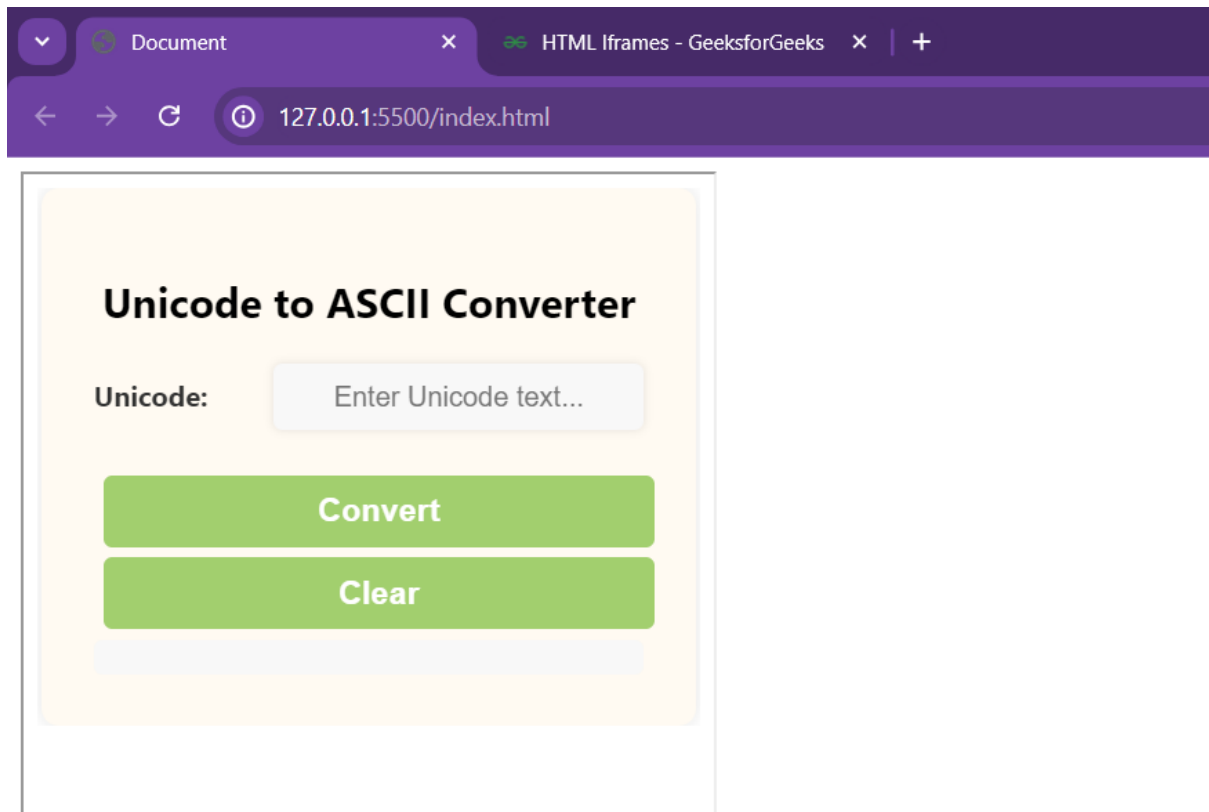 Document
HTML Iframes - GeeksforGeeks
127.0.0.1:5500/index.html
Unicode to ASCII Converter
Unicode:
Enter Unicode text...
Convert
Clear